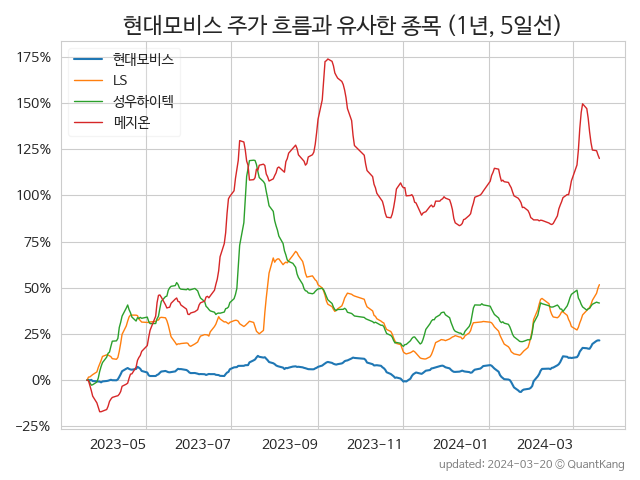 현대모비스 주가 흐름과 유사한 종목 (1년, 5일선)
현대모비스
LS
성우하이텍
메지온
175%
150%
125%
100%
75%
50%
25%
0%
−25%
2023-05 2023-07 2023-09 2023-11 2024-01 2024-03
updated: 2024-03-20 © QuantKang